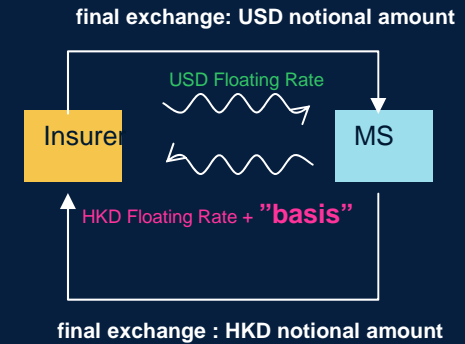 final exchange: USD notional amount
USD Floating Rate
Insurer
MS
HKD Floating Rate + ”basis”
final exchange : HKD notional amount